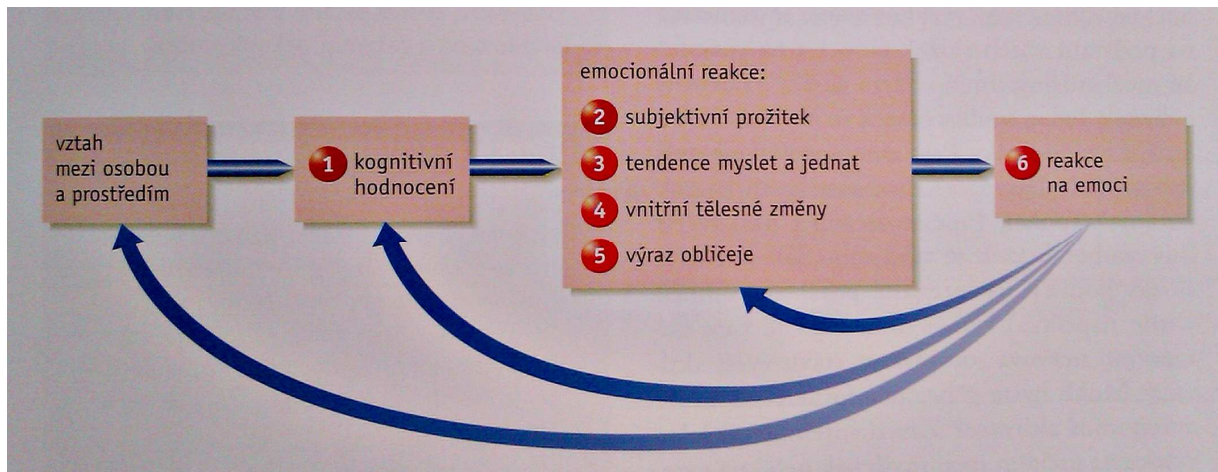 vztah
mezi osobou
a prostředím
1 kognitivní
hodnocení
emocionální reakce:
2 subjektivní prožitek
3 tendence myslet a jednat
4 vnitřní tělesné změny
5 výraz obličeje
6 reakce
na emoci